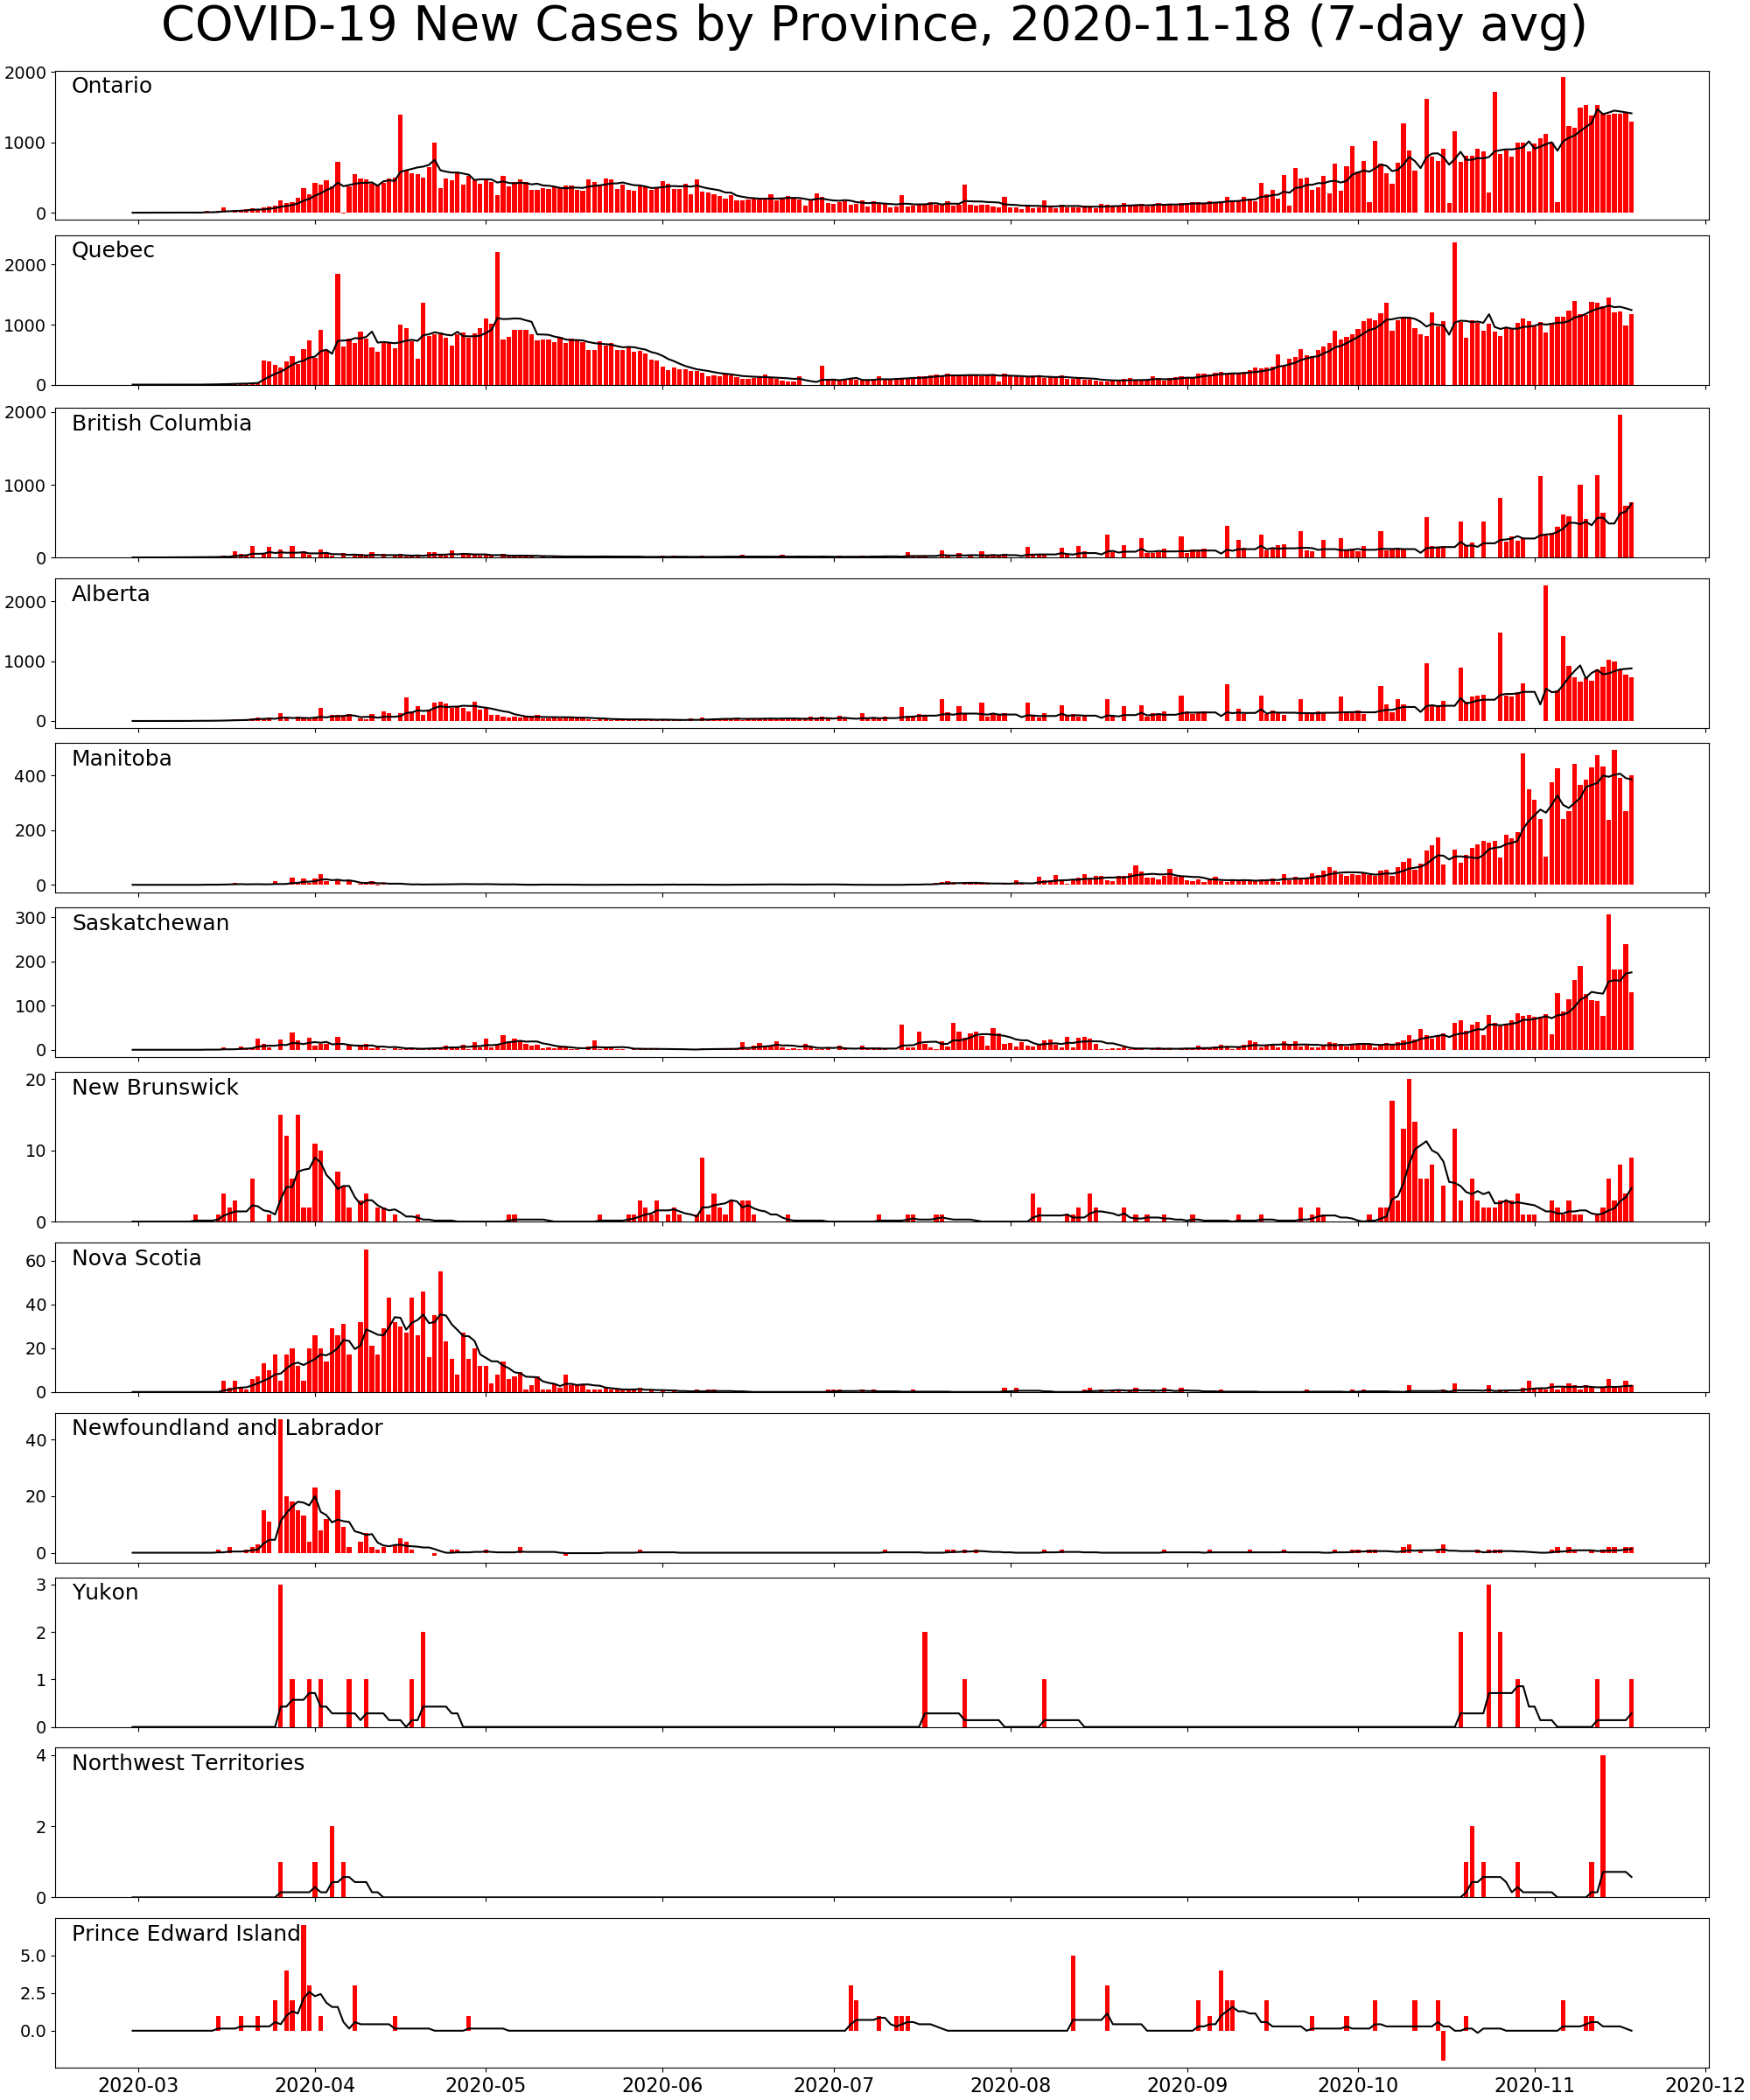 COVID-19 New Cases by Province, 2020-11-18 (7-day avg)
Ontario
2000
1000
0
Quebec
2000
1000
0
British Columbia
2000
1000
0
Alberta
2000
1000
0
Manitoba
400
200
0
Saskatchewan
300
200
100
0
New Brunswick
20
10
0
Nova Scotia
60
40
20
0
Newfoundland and Labrador
40
20
0
Yukon
3
2
1
0
Northwest Territories
4
2
0
Prince Edward Island
5.0
2.5
0.0
2020-03 2020-04 2020-05 2020-06 2020-07 2020-08 2020-09 2020-10 2020-11 2020-12